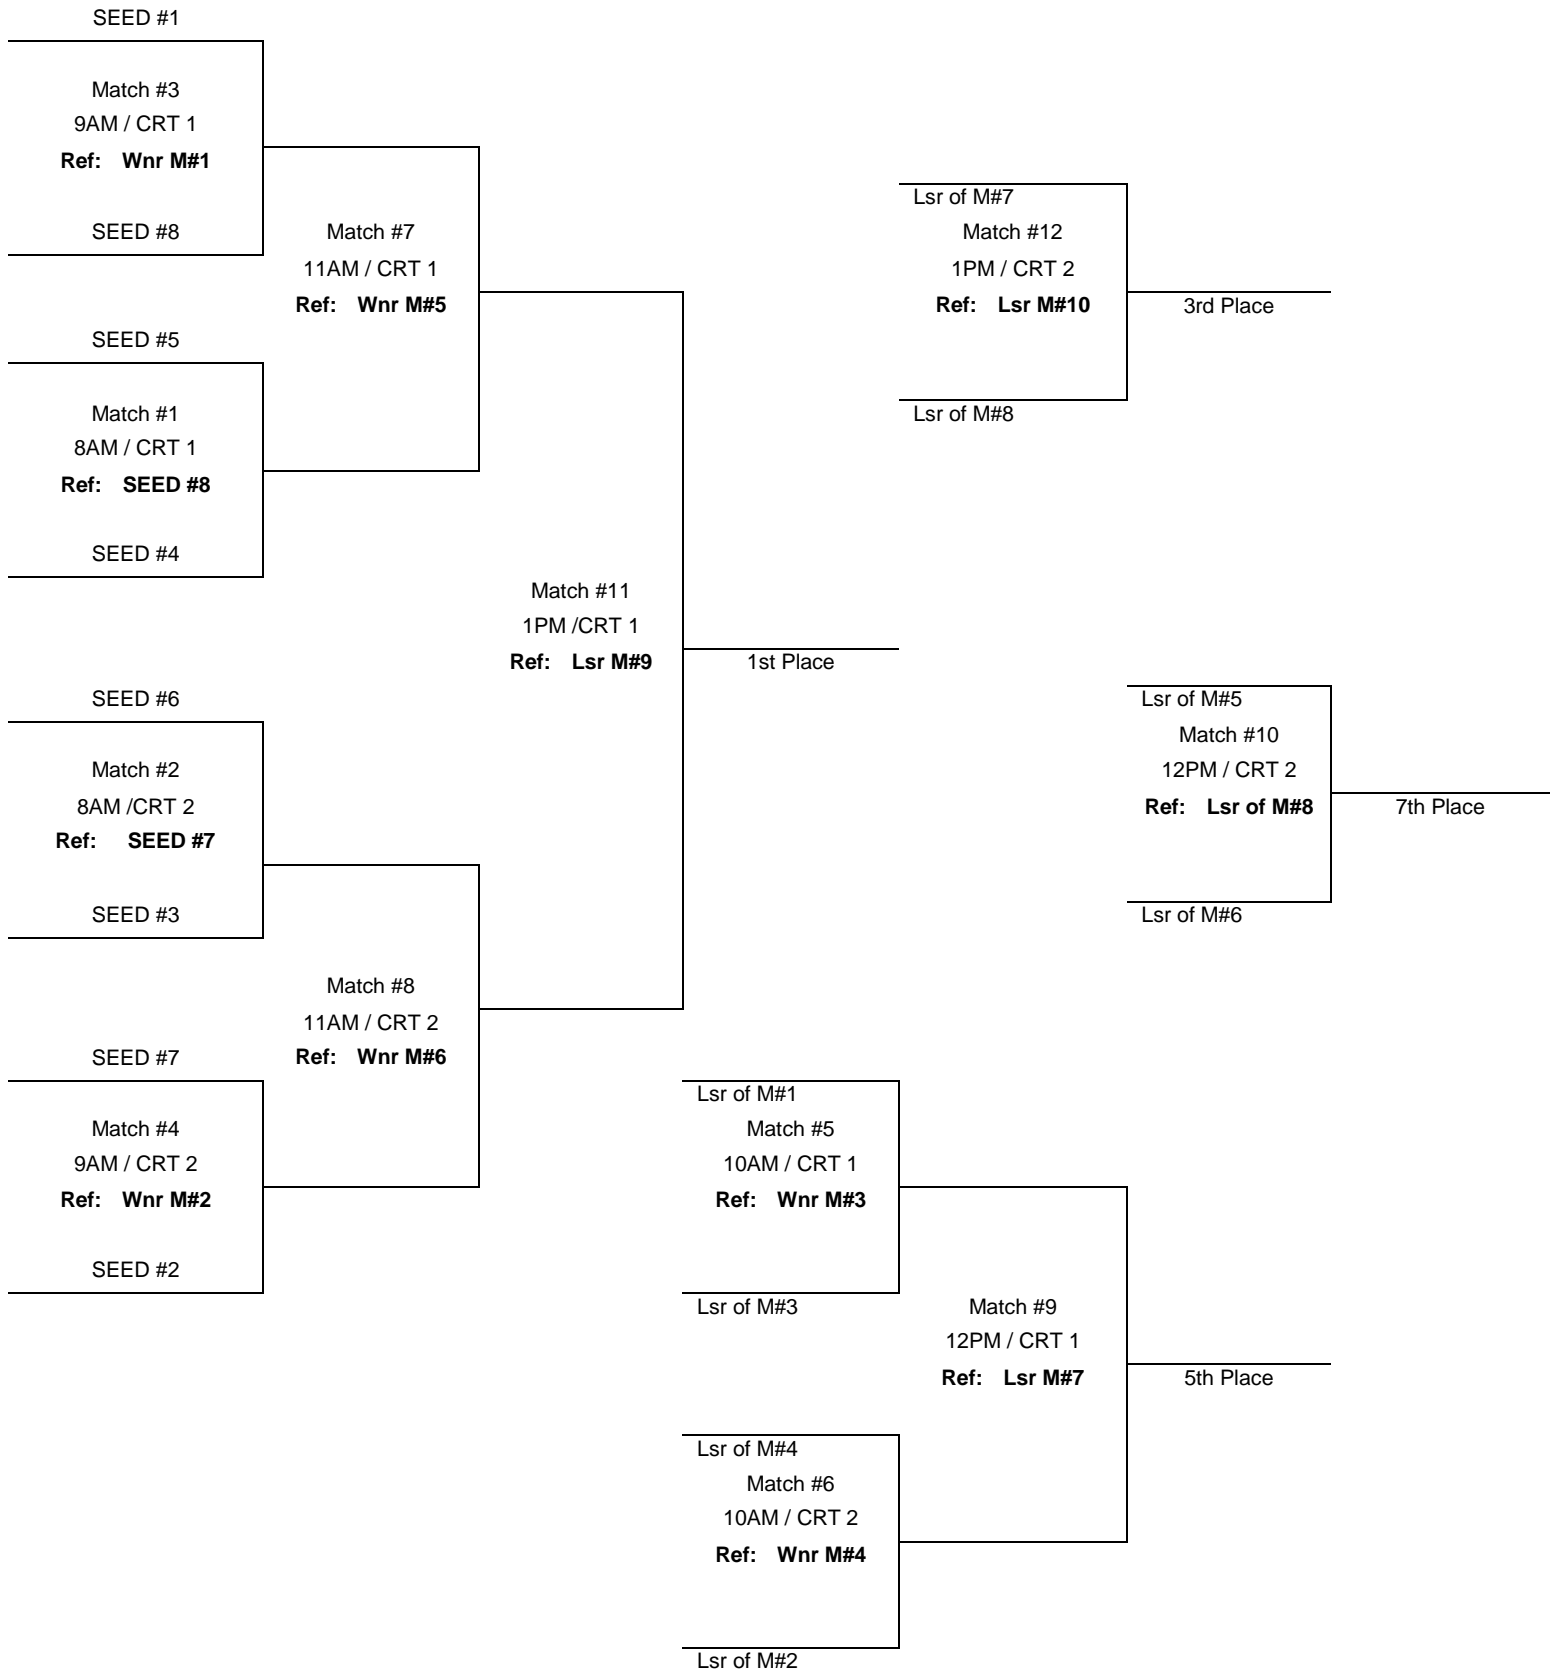 SEED #1
Match #3
9AM / CRT 1
Ref: Wnr M#1
SEED #8
Match #7
11AM / CRT 1
Ref: Wnr M#5
SEED #5
Match #1
8AM / CRT 1
Ref: SEED #8
SEED #4
Match #11
1PM /CRT 1
Ref: Lsr M#9
1st Place
SEED #6
Match #2
8AM /CRT 2
Ref: SEED #7
SEED #3
Match #8
11AM / CRT 2
Ref: Wnr M#6
SEED #7
Match #4
9AM / CRT 2
Ref: Wnr M#2
SEED #2
Lsr of M#7
Match #12
1PM / CRT 2
Ref: Lsr M#10
3rd Place
Lsr of M#8
Lsr of M#5
Match #10
12PM / CRT 2
Ref: Lsr of M#8
7th Place
Lsr of M#6
Lsr of M#1
Match #5
10AM / CRT 1
Ref: Wnr M#3
Lsr of M#3
Match #9
12PM / CRT 1
Ref: Lsr M#7
5th Place
Lsr of M#4
Match #6
10AM / CRT 2
Ref: Wnr M#4
Lsr of M#2